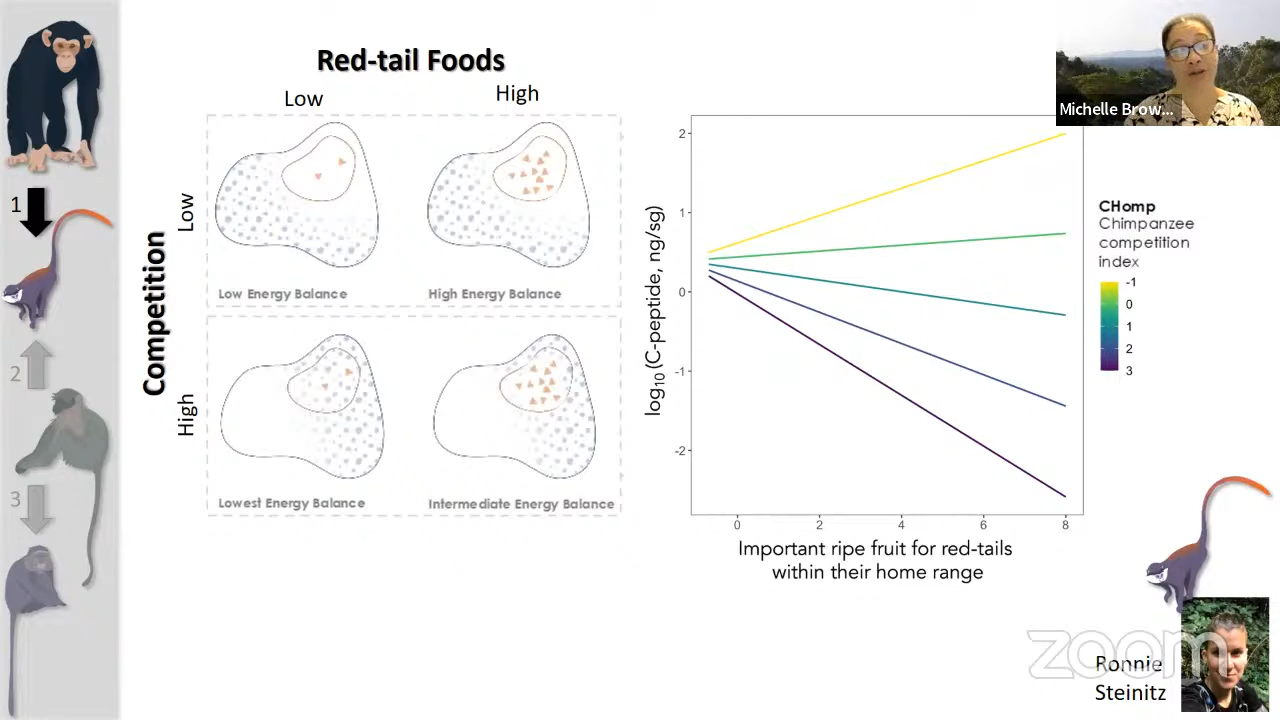 Red-tail Foods
Low
High
Michelle Brow...
1
2
3
Competition
Low
High
Low Energy Balance
High Energy Balance
Lowest Energy Balance
Intermediate Energy Balance
log10 (C-peptide, ng/sg)
2
1
0
-1
-2
0
2
4
6
8
Important ripe fruit for red-tails
within their home range
CHomp
Chimpanzee
competition
index
-1
0
1
2
3
zoom
Ronnie
Steinitz